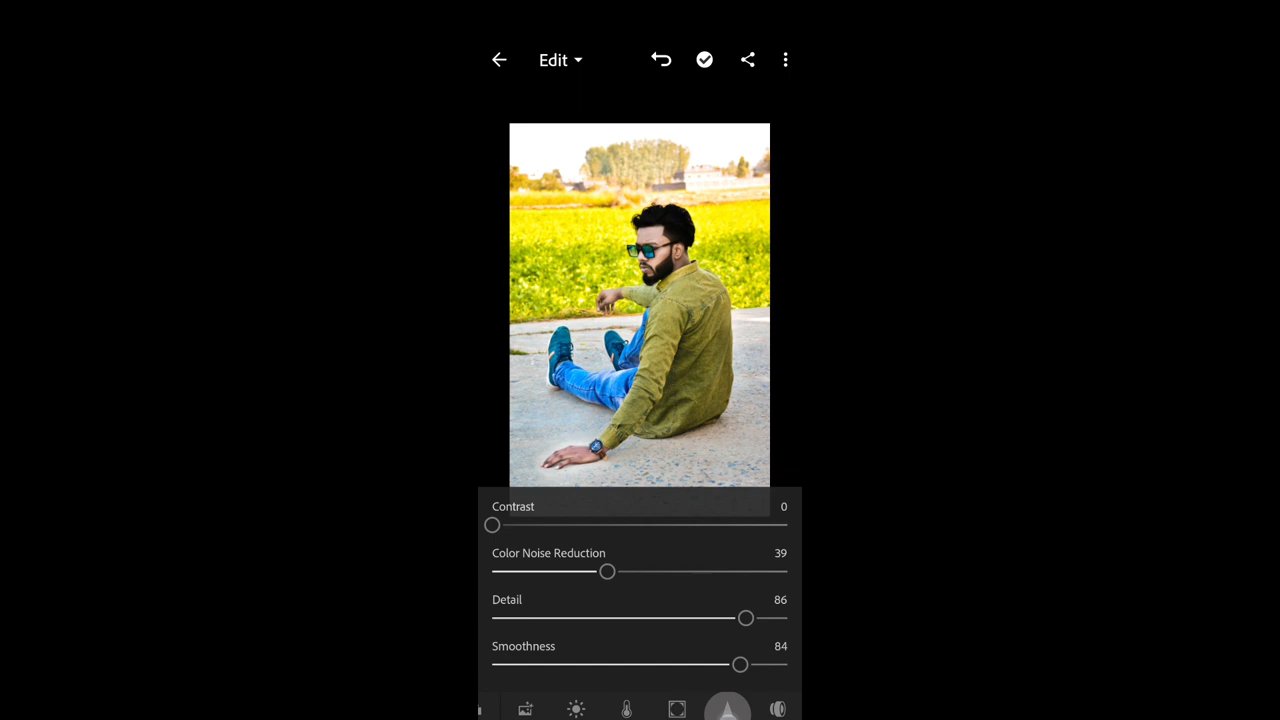 Edit
Contrast 0
Color Noise Reduction 39
Detail 86
Smoothness 84